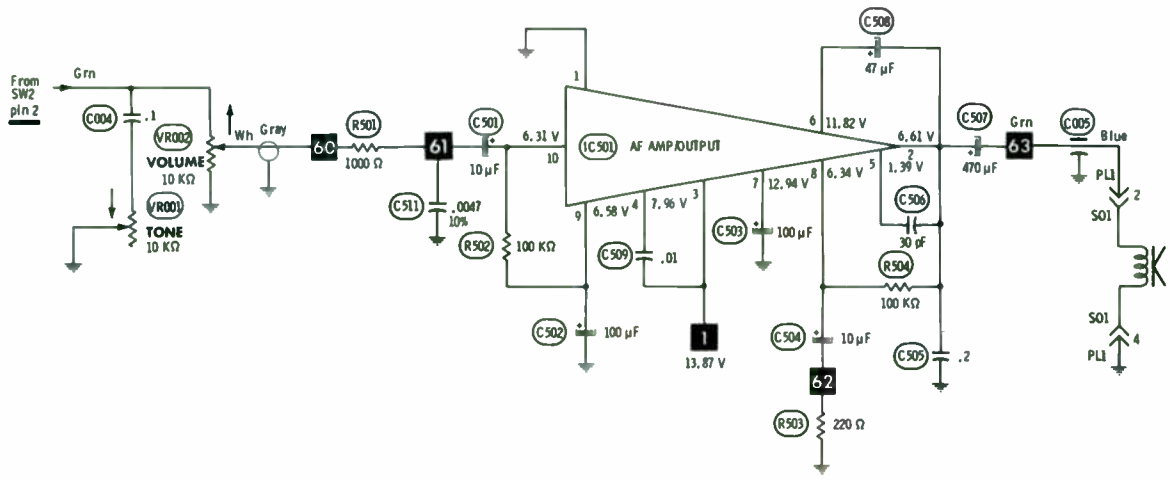 From
SW2
pin 2
Grn
C004
.1
VR002
VOLUME
10 KΩ
VR001
TONE
10 KΩ
Wh
Gray
60
R501
1000 Ω
61
C511
.0047
10%
C501
10 µF
6.31 V
10
R502
100 KΩ
1
IC501
AF AMP/OUTPUT
9
6.58 V
C502
100 µF
4
7.96 V
C509
.01
3
1
13.87 V
7
12.94 V
C503
100 µF
8
6.34 V
C504
10 µF
62
R503
220 Ω
6
11.82 V
C508
47 µF
6.61 V
2
5
1.39 V
C506
30 pF
R504
100 KΩ
C505
.2
C507
470 µF
63
Grn
C005
Blue
PL1
2
SO1
SO1
4
PL1